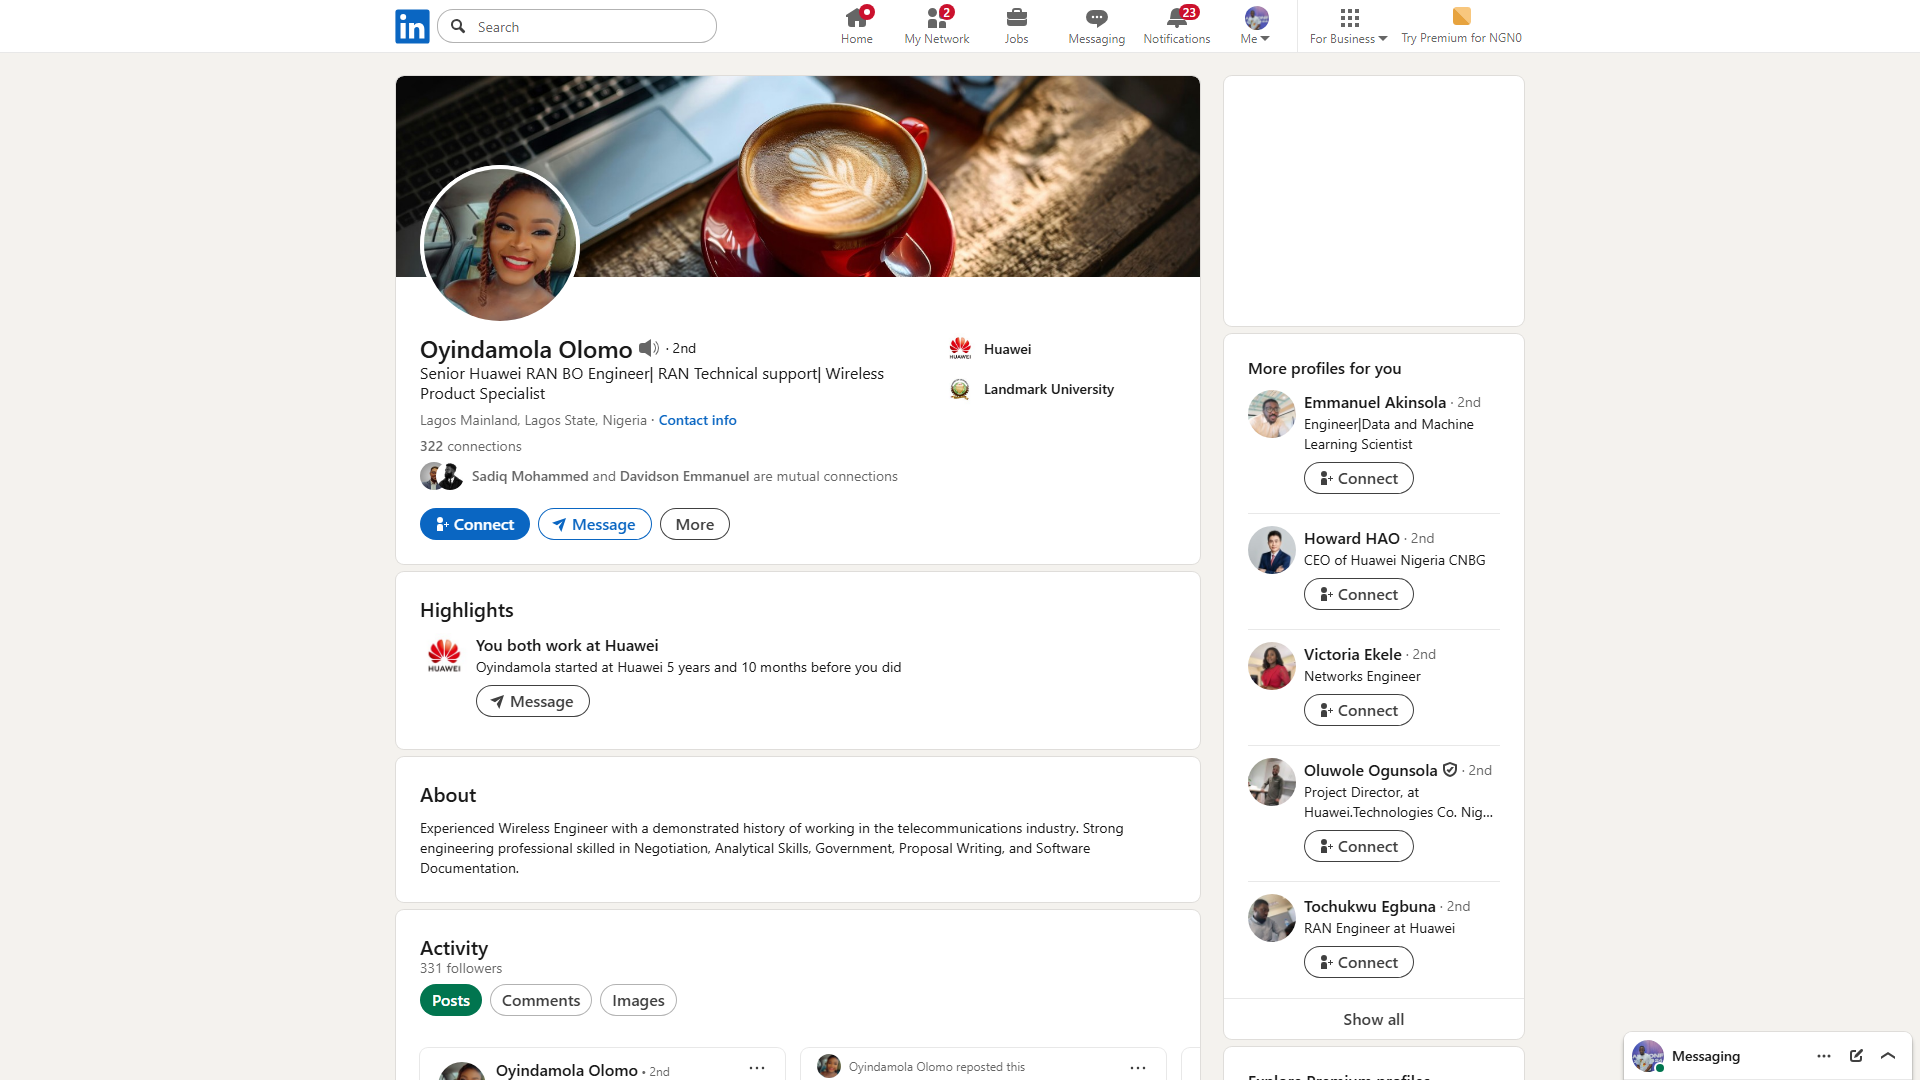 in
Search
Home
2
My Network
Jobs
Messaging
23
Notifications
Me
For Business
Try Premium for NGN0
Oyindamola Olomo · 2nd
Senior Huawei RAN BO Engineer| RAN Technical support| Wireless
Product Specialist
Lagos Mainland, Lagos State, Nigeria · Contact info
322 connections
Sadiq Mohammed and Davidson Emmanuel are mutual connections
Connect
Message
More
HUAWEI
Huawei
Landmark University
Highlights
HUAWEI
You both work at Huawei
Oyindamola started at Huawei 5 years and 10 months before you did
Message
About
Experienced Wireless Engineer with a demonstrated history of working in the telecommunications industry. Strong
engineering professional skilled in Negotiation, Analytical Skills, Government, Proposal Writing, and Software
Documentation.
Activity
331 followers
Posts
Comments
Images
Oyindamola Olomo • 2nd
Oyindamola Olomo reposted this
More profiles for you
Emmanuel Akinsola · 2nd
Engineer|Data and Machine
Learning Scientist
Connect
Howard HAO · 2nd
CEO of Huawei Nigeria CNBG
Connect
Victoria Ekele · 2nd
Networks Engineer
Connect
Oluwole Ogunsola · 2nd
Project Director, at
Huawei.Technologies Co. Nig...
Connect
Tochukwu Egbuna · 2nd
RAN Engineer at Huawei
Connect
Show all
Explore Premium profiles
Messaging